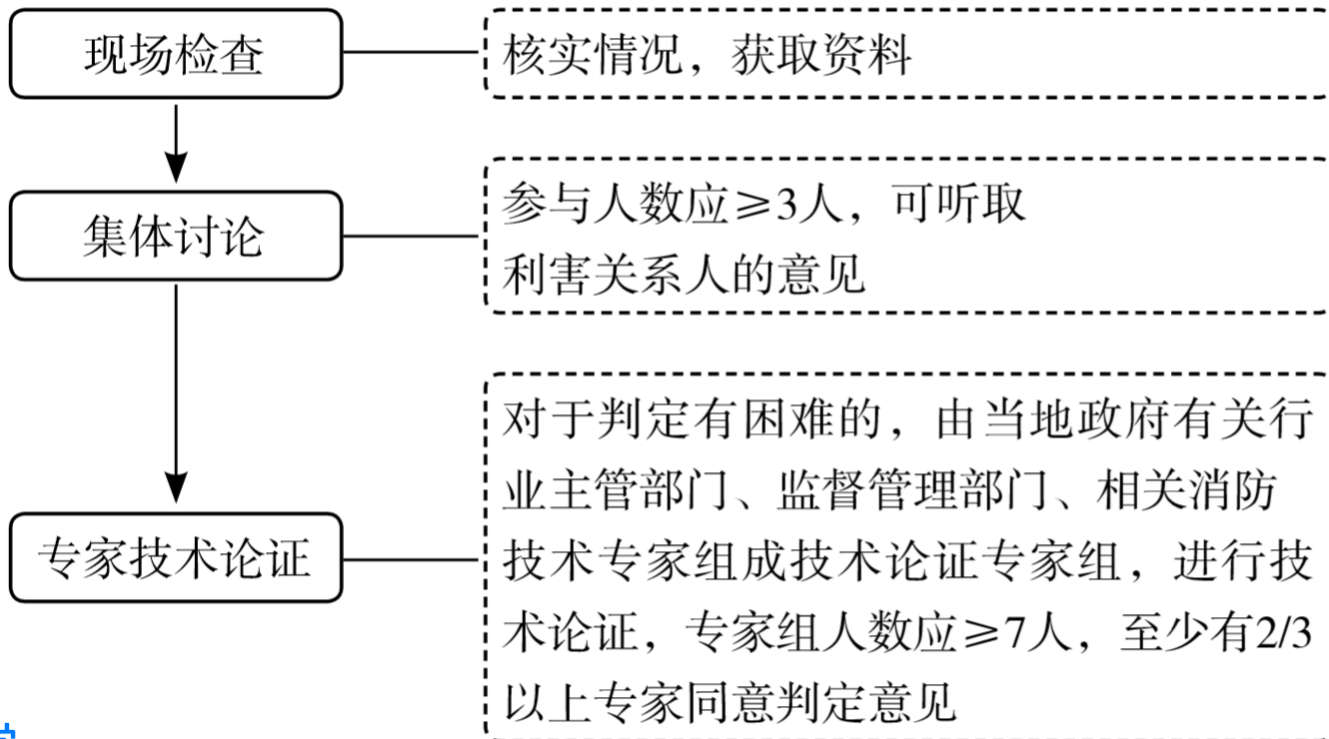 现场检查
核实情况，获取资料
集体讨论
参与人数应≥3人，可听取
利害关系人的意见
专家技术论证
对于判定有困难的，由当地政府有关行
业主管部门、监督管理部门、相关消防
技术专家组成技术论证专家组，进行技
术论证，专家组人数应≥7人，至少有2/3
以上专家同意判定意见